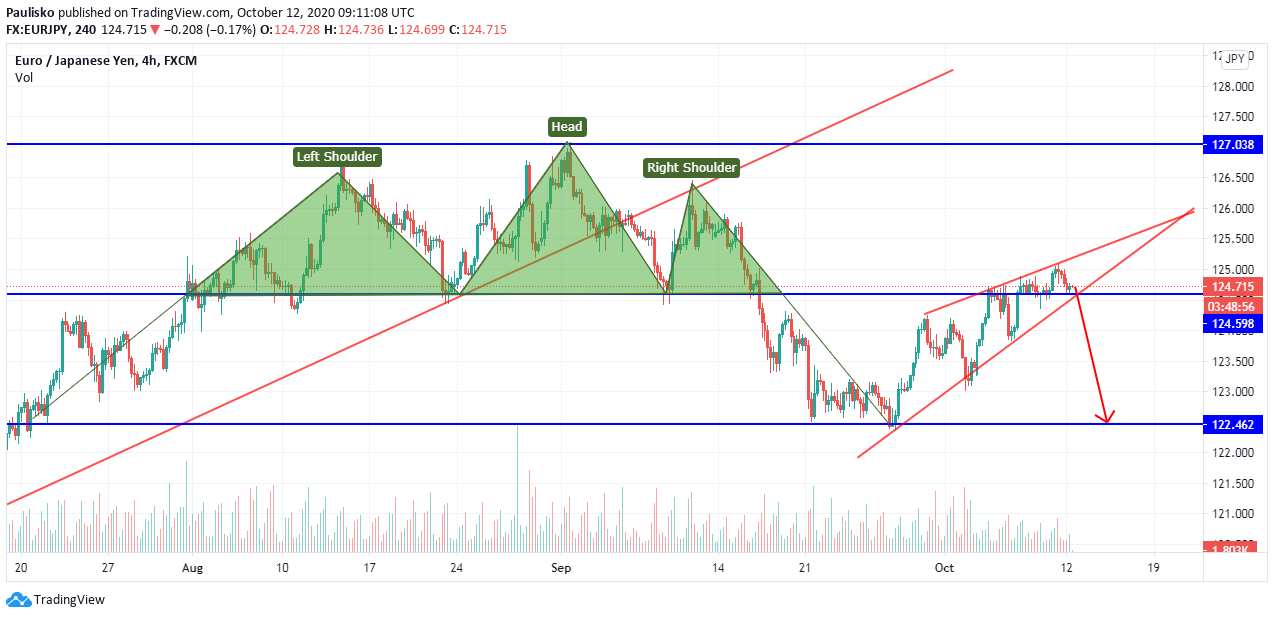 Paulisko published on TradingView.com, October 12, 2020 09:11:08 UTC
FX:EURJPY, 240 124.715 ▼ −0.208 (−0.17%) O:124.728 H:124.736 L:124.699 C:124.715
Euro / Japanese Yen, 4h, FXCM
Vol
JPY
128.000
127.500
127.038
126.500
126.000
125.500
125.000
124.715
03:48:56
124.598
123.500
123.000
122.462
122.000
121.500
121.000
1.803K
Left Shoulder
Head
Right Shoulder
20 27 Aug 10 17 24 Sep 14 21 Oct 12 19
TradingView